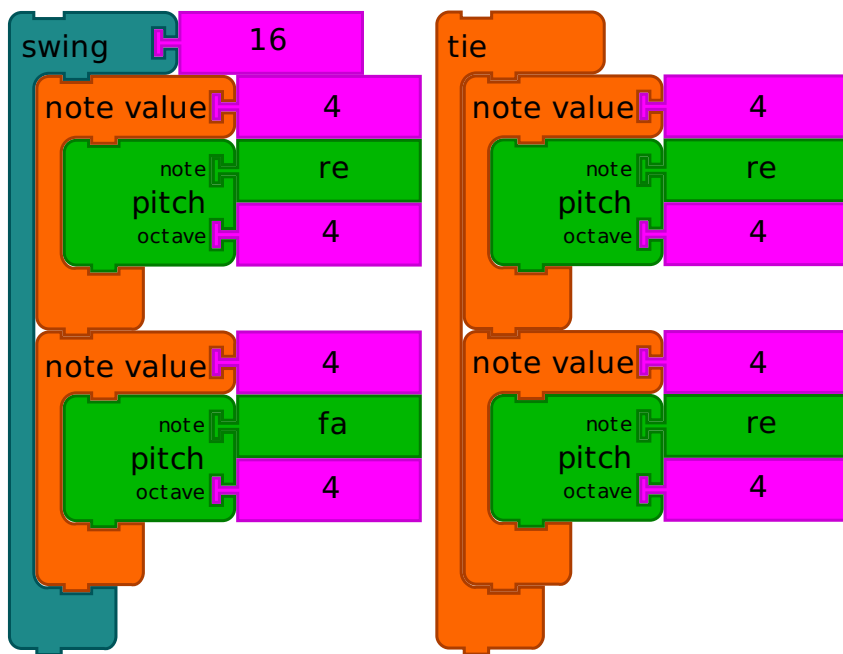 swing 16
note value 4
note re
pitch
octave 4
note value 4
note fa
pitch
octave 4
tie
note value 4
note re
pitch
octave 4
note value 4
note re
pitch
octave 4